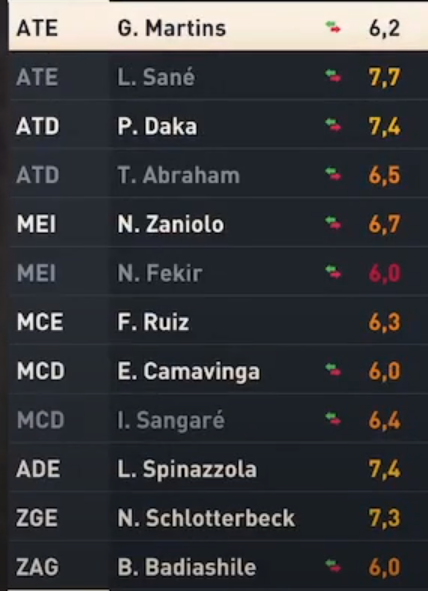 ATE G. Martins 6,2
ATE L. Sané 7,7
ATD P. Daka 7,4
ATD T. Abraham 6,5
MEI N. Zaniolo 6,7
MEI N. Fekir 6,0
MCE F. Ruiz 6,3
MCD E. Camavinga 6,0
MCD I. Sangaré 6,4
ADE L. Spinazzola 7,4
ZGE N. Schlotterbeck 7,3
ZAG B. Badiashile 6,0